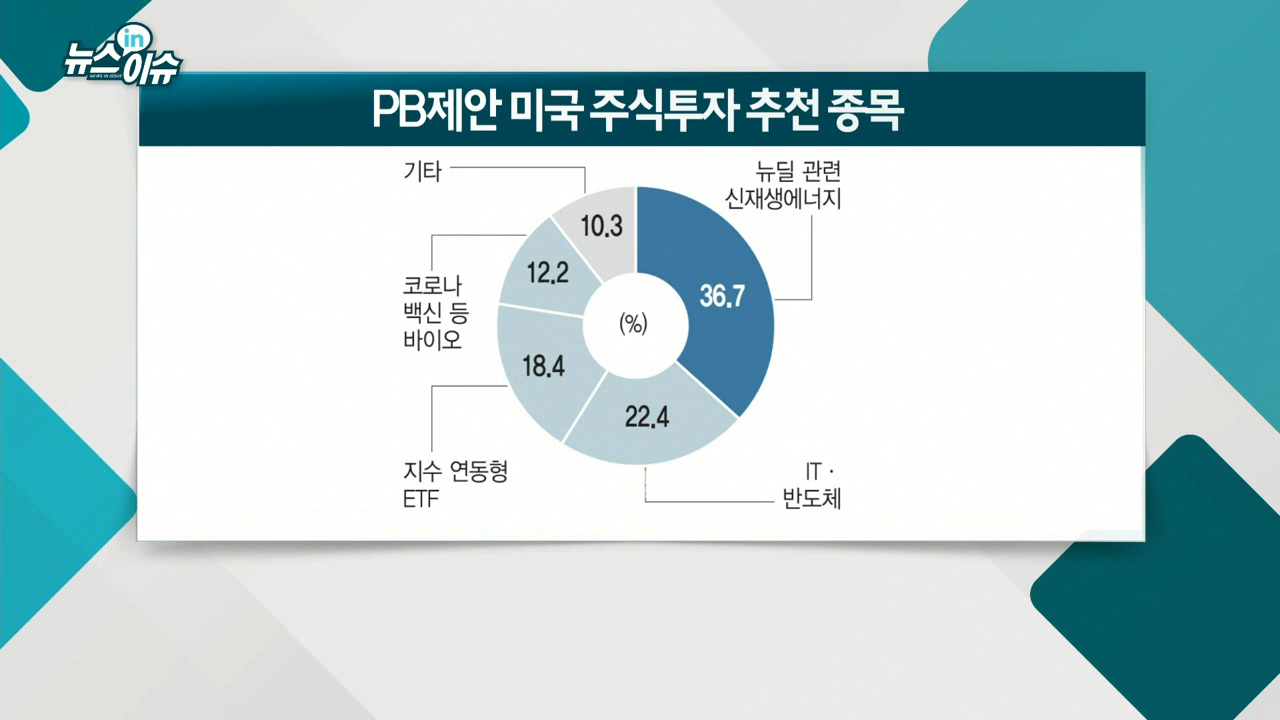 뉴스in이슈
NEWS IN ISSUE
PB제안 미국 주식투자 추천 종목
기타
뉴딜 관련
신재생에너지
10.3
36.7
12.2
코로나
백신 등
바이오
(%)
18.4
22.4
지수 연동형
ETF
IT ·
반도체